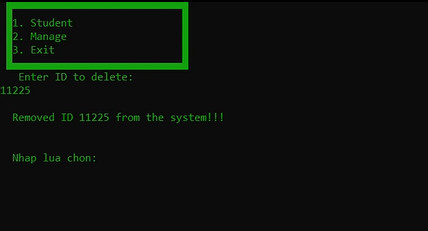 1. Student
2. Manage
3. Exit
Enter ID to delete:
11225
Removed ID 11225 from the system!!!
Nhap lua chon: